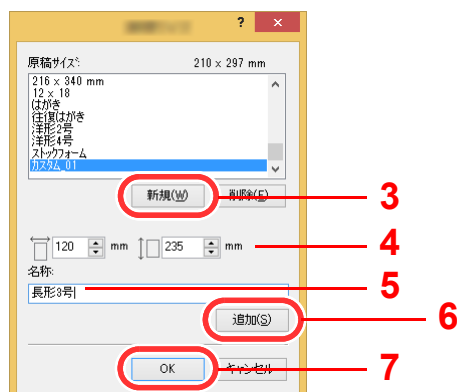 ?
×
原稿サイズ: 210 x 297 mm
216 x 340 mm
12 x 18
はがき
往復はがき
洋形2号
洋形4号
ストックフォーム
カスタム_01
新規(W) 削除(E)
3
120 mm 235 mm
4
名称:
長形3号
5
追加(S)
6
OK キャンセル
7